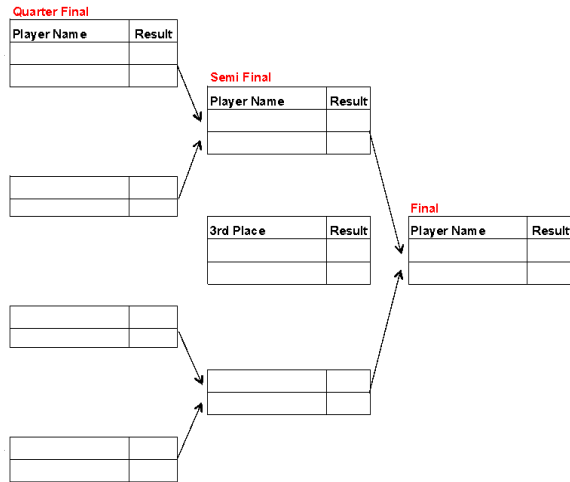 Quarter Final
Player Name Result
Semi Final
Player Name Result
3rd Place Result
Final
Player Name Result